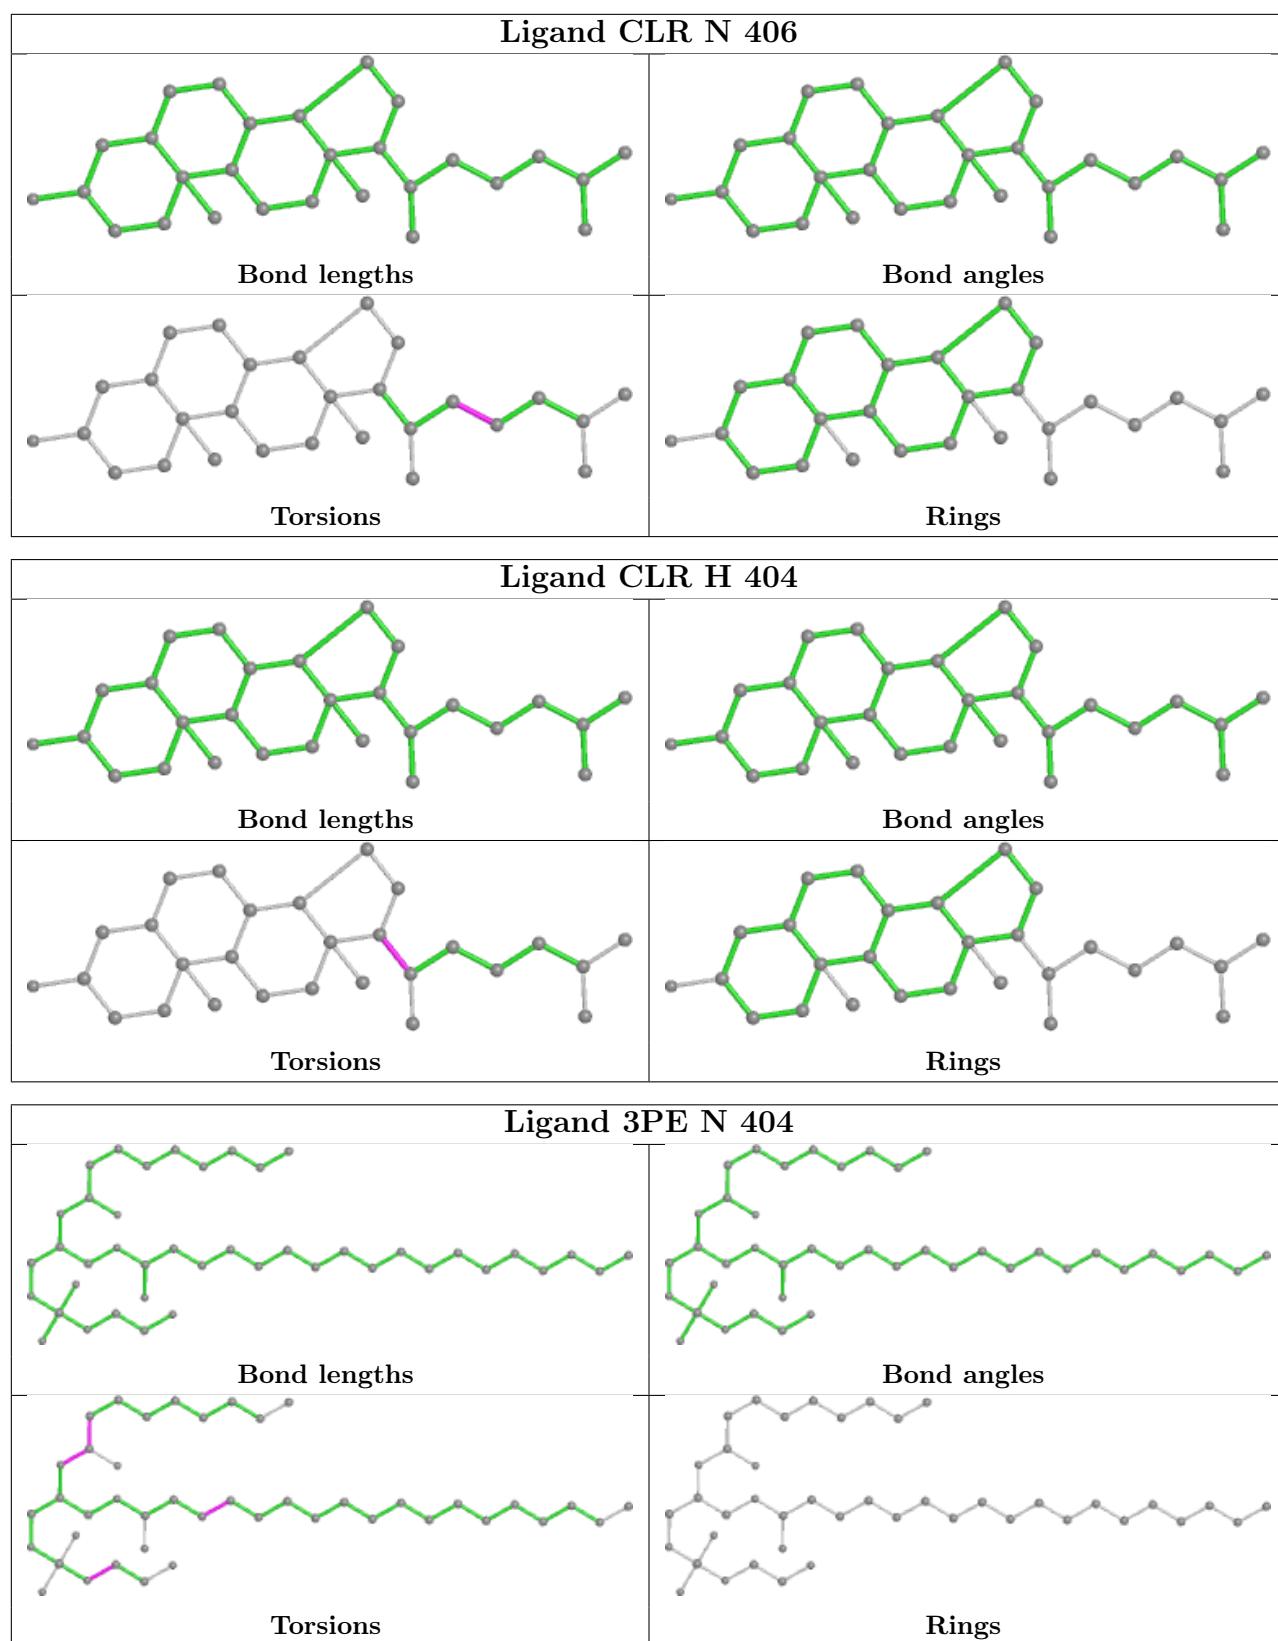 Ligand CLR N 406
Bond lengths
Bond angles
Torsions
Rings
Ligand CLR H 404
Bond lengths
Bond angles
Torsions
Rings
Ligand 3PE N 404
Bond lengths
Bond angles
Torsions
Rings